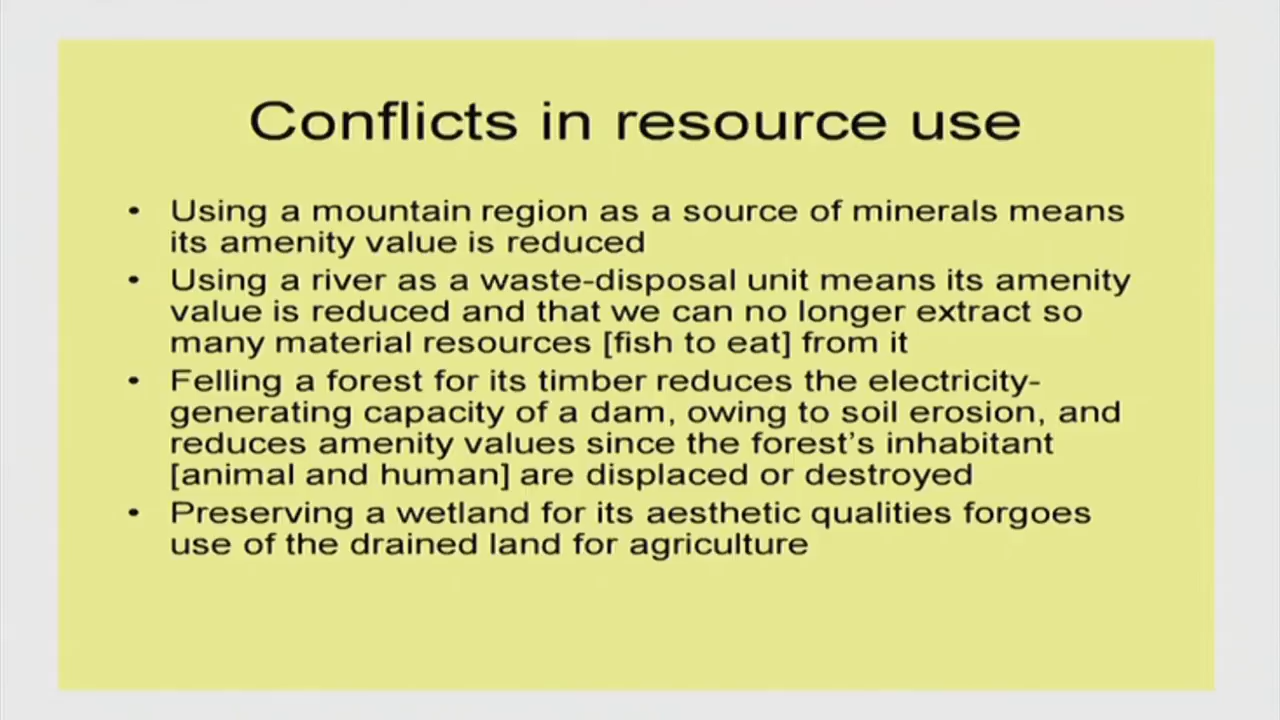 Conflicts in resource use
• Using a mountain region as a source of minerals means
its amenity value is reduced
• Using a river as a waste-disposal unit means its amenity
value is reduced and that we can no longer extract so
many material resources [fish to eat] from it
• Felling a forest for its timber reduces the electricity-
generating capacity of a dam, owing to soil erosion, and
reduces amenity values since the forest's inhabitant
[animal and human] are displaced or destroyed
• Preserving a wetland for its aesthetic qualities forgoes
use of the drained land for agriculture